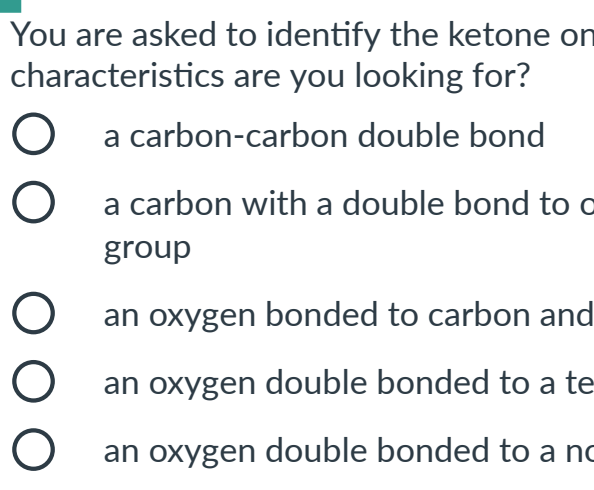 You are asked to identify the ketone on
characteristics are you looking for?
a carbon-carbon double bond
a carbon with a double bond to
group
an oxygen bonded to carbon and
an oxygen double bonded to a
an oxygen double bonded to a